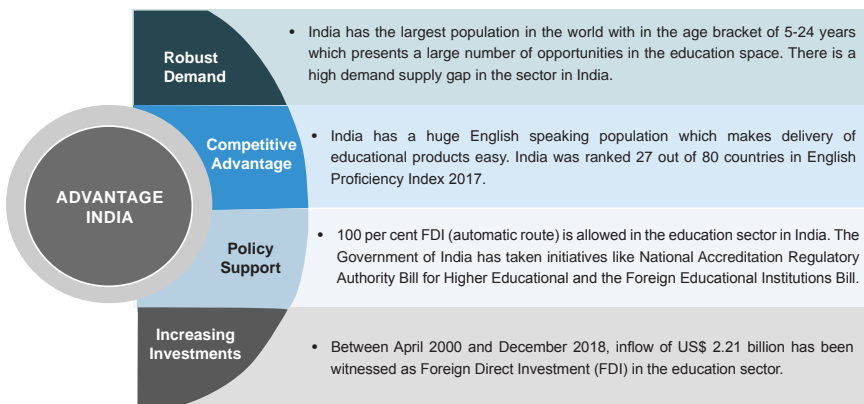 ADVANTAGE
INDIA
Robust
Demand
• India has the largest population in the world with in the age bracket of 5-24 years
which presents a large number of opportunities in the education space. There is a
high demand supply gap in the sector in India.
Competitive
Advantage
• India has a huge English speaking population which makes delivery of
educational products easy. India was ranked 27 out of 80 countries in English
Proficiency Index 2017.
Policy
Support
• 100 per cent FDI (automatic route) is allowed in the education sector in India. The
Government of India has taken initiatives like National Accreditation Regulatory
Authority Bill for Higher Educational and the Foreign Educational Institutions Bill.
Increasing
Investments
• Between April 2000 and December 2018, inflow of US$ 2.21 billion has been
witnessed as Foreign Direct Investment (FDI) in the education sector.